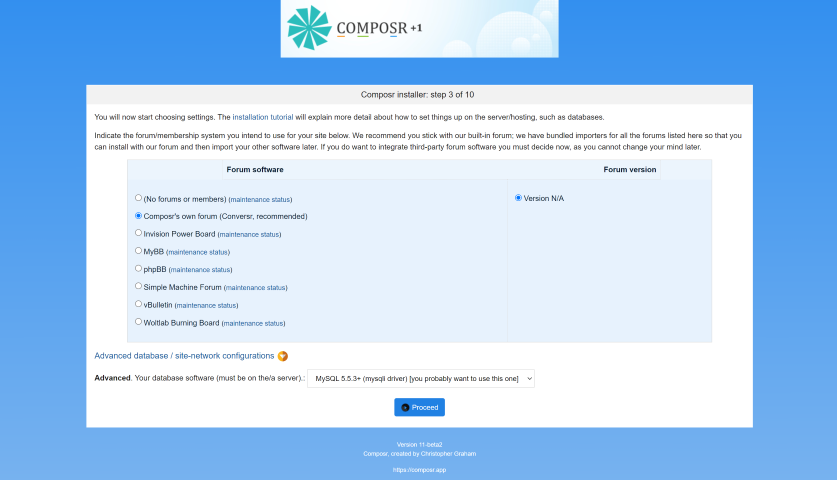 COMPOSR +1
Composr installer: step 3 of 10
You will now start choosing settings. The installation tutorial will explain more detail about how to set things up on the server/hosting, such as databases.
Indicate the forum/membership system you intend to use for your site below. We recommend you stick with our built-in forum; we have bundled importers for all the forums listed here so that you
can install with our forum and then import your other software later. If you do want to integrate third-party forum software you must decide now, as you cannot change your mind later.
Forum software Forum version
(No forums or members) (maintenance status) Version N/A
Composr's own forum (Conversr, recommended)
Invision Power Board (maintenance status)
MyBB (maintenance status)
phpBB (maintenance status)
Simple Machine Forum (maintenance status)
vBulletin (maintenance status)
Woltlab Burning Board (maintenance status)
Advanced database / site-network configurations
Advanced. Your database software (must be on the/a server).: MySQL 5.5.3+ (mysqli driver) [you probably want to use this one]
Proceed
Version 11-beta2
Composr, created by Christopher Graham
https://composr.app